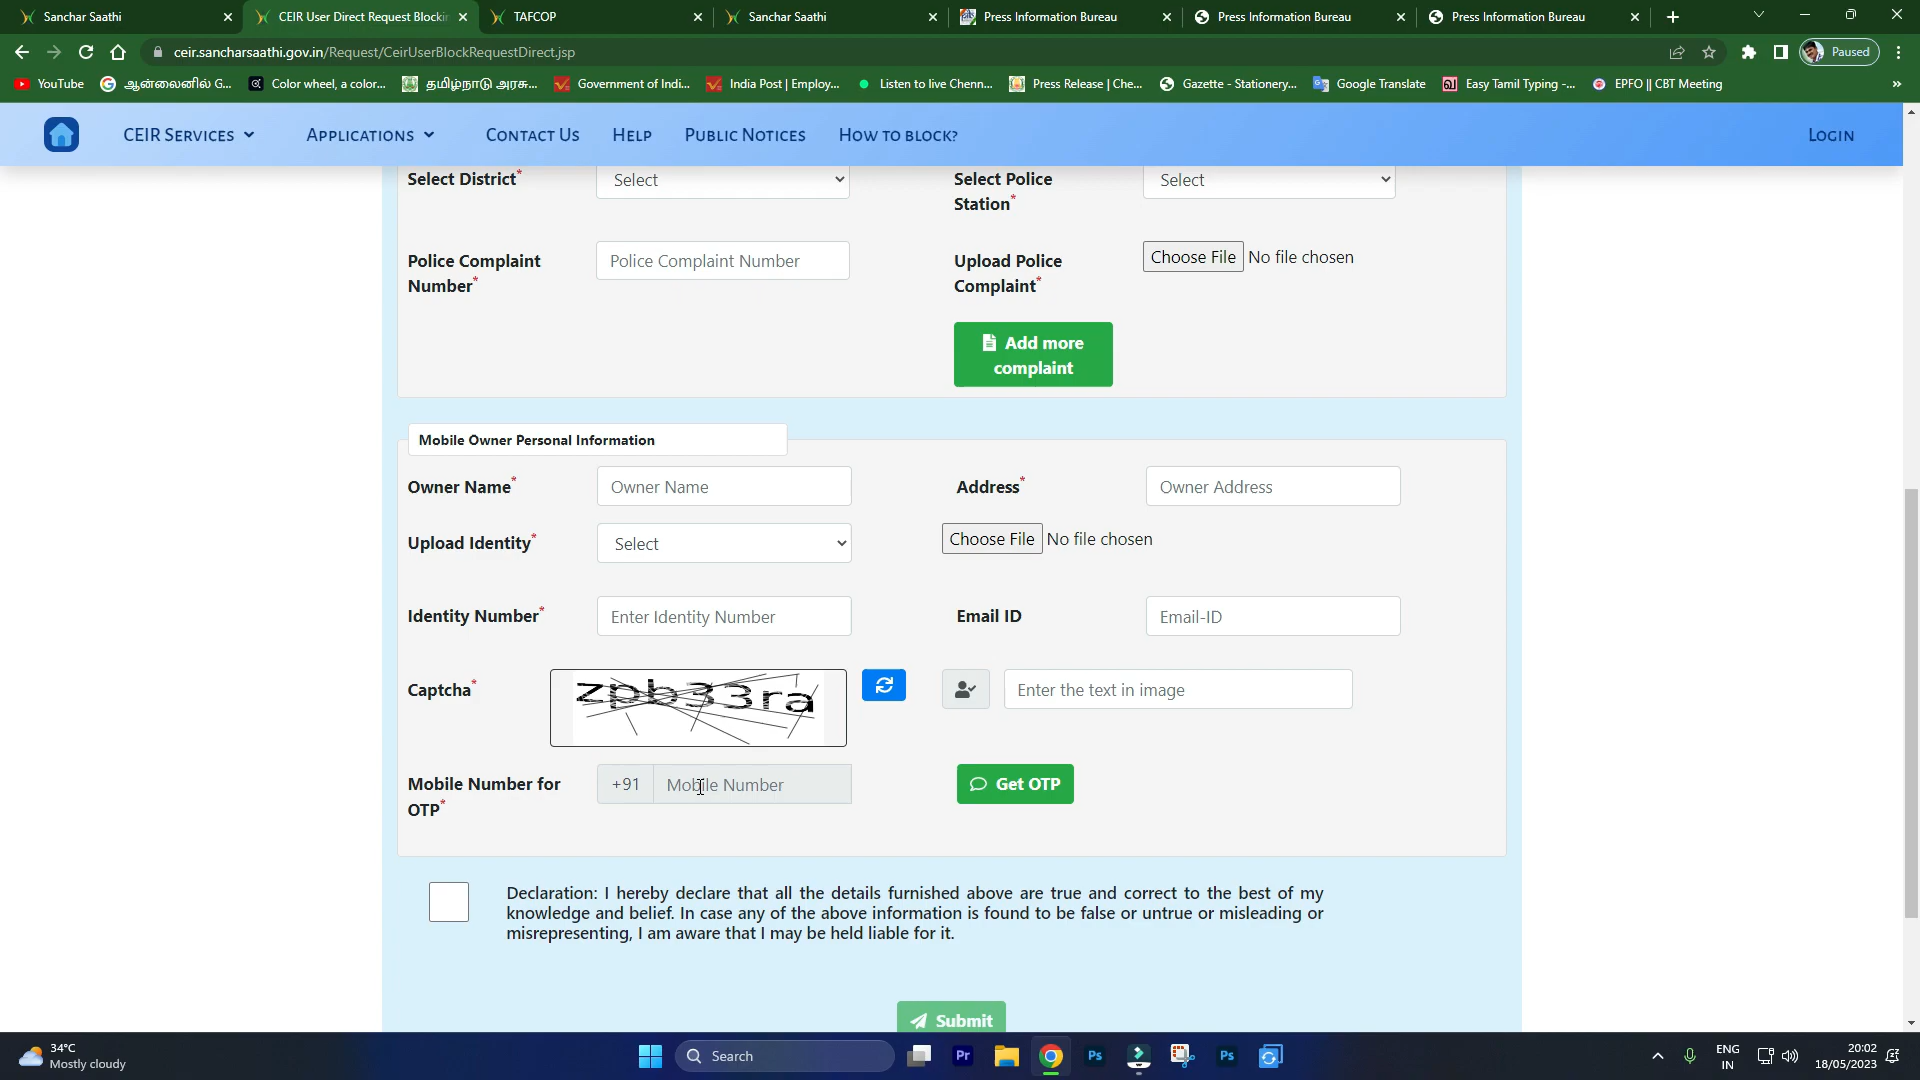 Sanchar Saathi
CEIR User Direct Request Blockin
TAFCOP
Sanchar Saathi
Press Information Bureau
Press Information Bureau
Press Information Bureau
ceir.sancharsaathi.gov.in/Request/CeirUserBlockRequestDirect.jsp
Paused
YouTube
ஆன்லைனில் G...
Color wheel, a color...
தமிழ்நாடு அரசு...
Government of Indi...
India Post | Employ...
Listen to live Chenn...
Press Release | Che...
Gazette - Stationery...
Google Translate
Easy Tamil Typing -...
EPFO || CBT Meeting
»
CEIR Services
Applications
Contact Us
Help
Public Notices
How to block?
Login
Select District*
Select
Select Police
Station*
Select
Police Complaint
Number*
Police Complaint Number
Upload Police
Complaint*
Choose File No file chosen
Add more
complaint
Mobile Owner Personal Information
Owner Name*
Owner Name
Address*
Owner Address
Upload Identity*
Select
Choose File No file chosen
Identity Number*
Enter Identity Number
Email ID
Email-ID
Captcha*
zpb33ra
Enter the text in image
Mobile Number for
OTP*
+91
Mobile Number
Get OTP
Declaration: I hereby declare that all the details furnished above are true and correct to the best of my
knowledge and belief. In case any of the above information is found to be false or untrue or misleading or
misrepresenting, I am aware that I may be held liable for it.
Submit
34°C
Mostly cloudy
Search
Pr
Ps
Ps
ENG
IN
20:02
18/05/2023